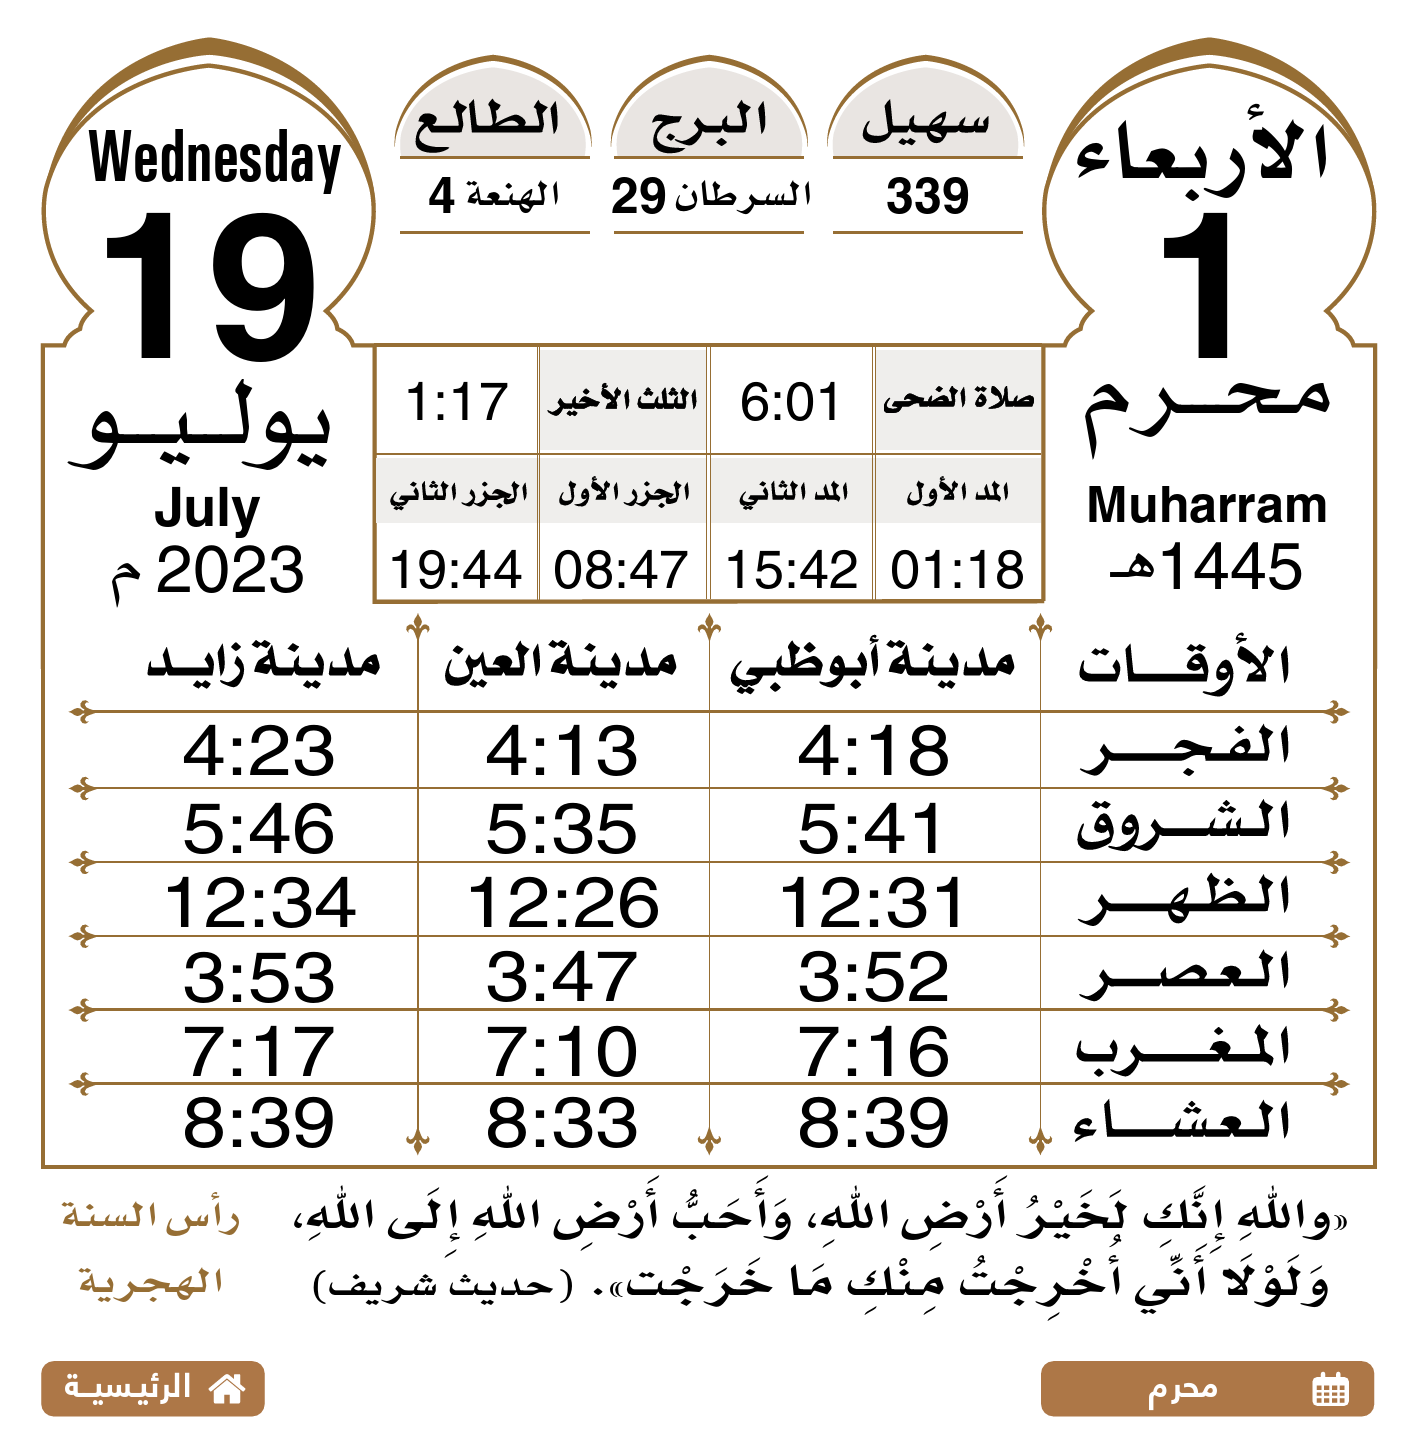 الأربعاء
1
محرم
Muharram
1445هـ
سهيل
339
البرج
السرطان 29
الطالع
الهنعة 4
Wednesday
19
يوليو
July
2023 م
صلاة الضحى 6:01 الثلث الأخير 1:17
المد الأول المد الثاني الجزر الأول الجزر الثاني
01:18 15:42 08:47 19:44
الأوقات مدينة أبوظبي مدينة العين مدينة زايد
الفجر 4:18 4:13 4:23
الشروق 5:41 5:35 5:46
الظهر 12:31 12:26 12:34
العصر 3:52 3:47 3:53
المغرب 7:16 7:10 7:17
العشاء 8:39 8:33 8:39
«واللهِ إِنَّكِ لَخَيْرُ أَرْضِ اللهِ، وَأَحَبُّ أَرْضِ اللهِ إِلَى اللهِ،
وَلَوْلَا أَنِّي أُخْرِجْتُ مِنْكِ مَا خَرَجْت». (حديث شريف)
رأس السنة
الهجرية
محرم
الرئيسية